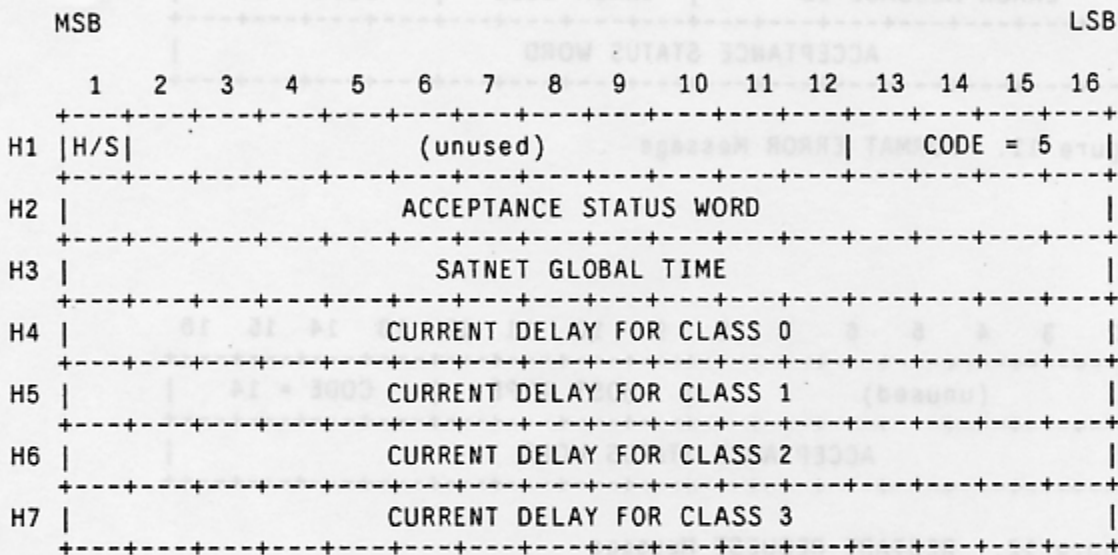 MSB LSB
1 2 3 4 5 6 7 8 9 10 11 12 13 14 15 16
H1 |H/S| (unused) | CODE = 5 |
H2 | ACCEPTANCE STATUS WORD |
H3 | SATNET GLOBAL TIME |
H4 | CURRENT DELAY FOR CLASS 0 |
H5 | CURRENT DELAY FOR CLASS 1 |
H6 | CURRENT DELAY FOR CLASS 2 |
H7 | CURRENT DELAY FOR CLASS 3 |